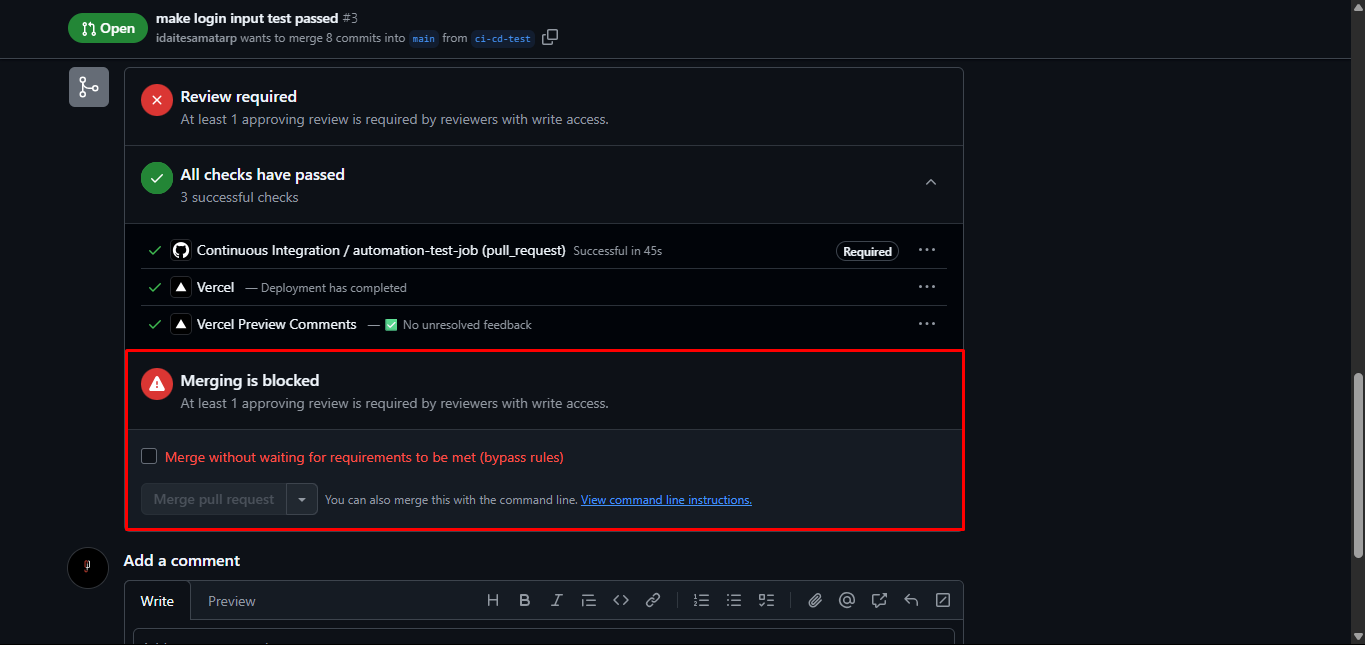 Open
make login input test passed #3
idaitesamatarp wants to merge 8 commits into main from ci-cd-test
Review required
At least 1 approving review is required by reviewers with write access.
All checks have passed
3 successful checks
Continuous Integration / automation-test-job (pull_request) Successful in 45s Required
Vercel — Deployment has completed
Vercel Preview Comments — ✅ No unresolved feedback
Merging is blocked
At least 1 approving review is required by reviewers with write access.
Merge without waiting for requirements to be met (bypass rules)
Merge pull request You can also merge this with the command line. View command line instructions.
Add a comment
Write Preview